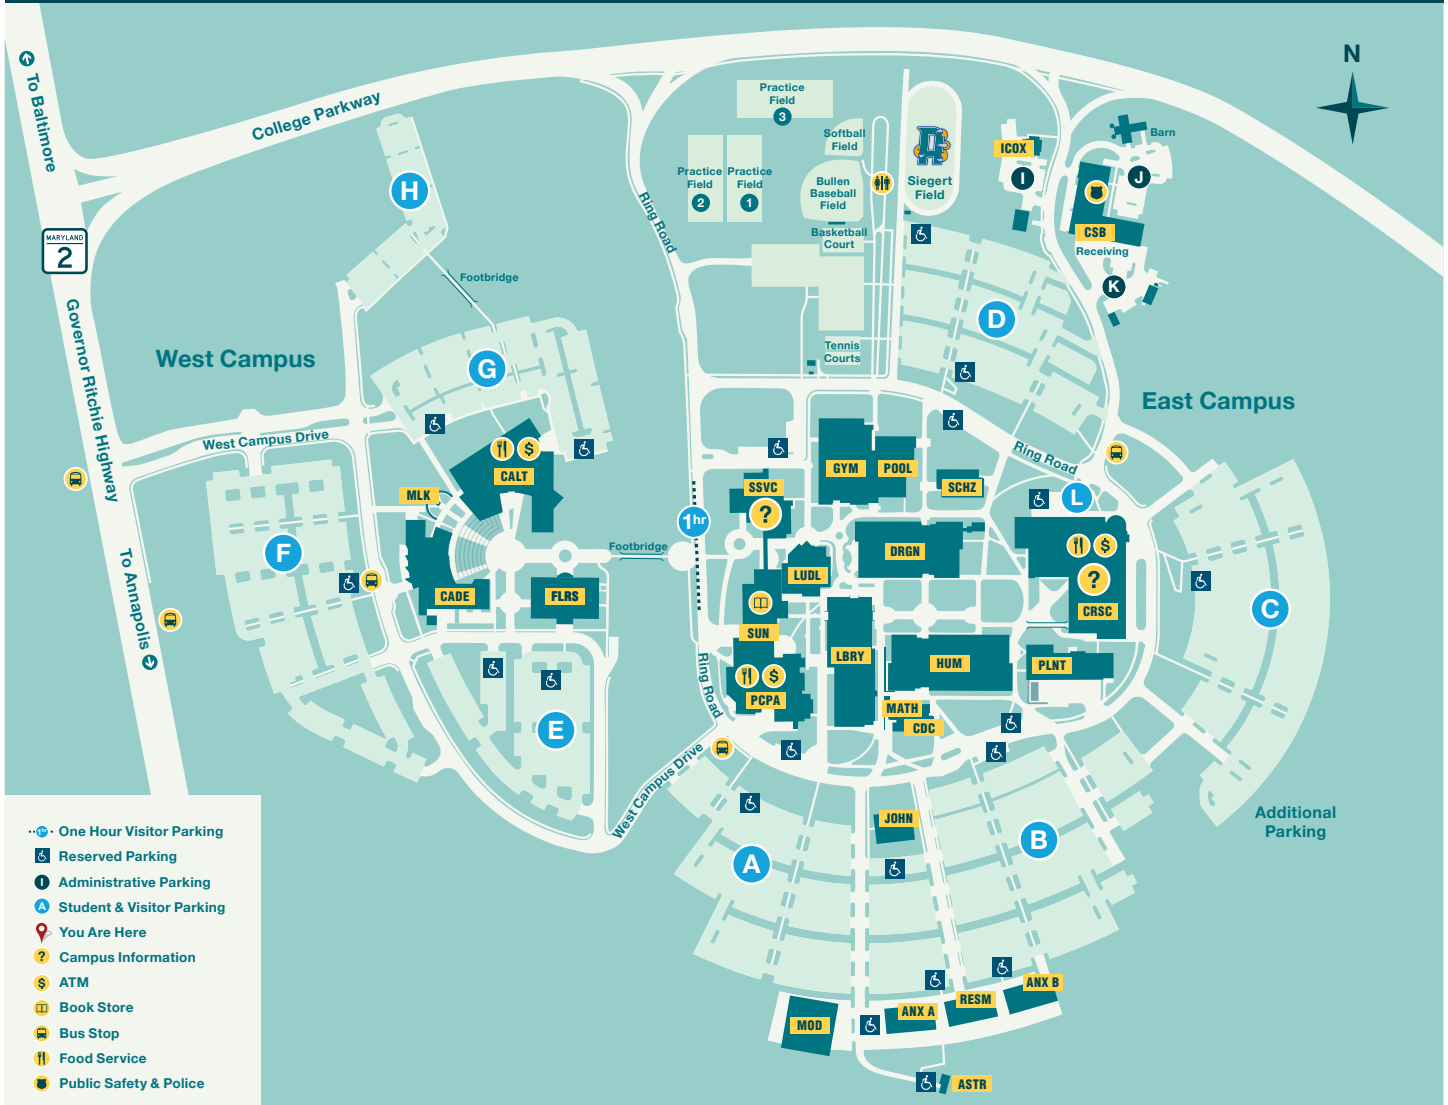 N
To Baltimore
College Parkway
MARYLAND
2
Governor Ritchie Highway
To Annapolis
West Campus
West Campus Drive
H
Footbridge
G
CALT
$
MLK
F
CADE
FLRS
E
Footbridge
West Campus Drive
Ring Road
Practice
Field
3
Practice
Field
2
Practice
Field
1
Softball
Field
Bullen
Baseball
Field
Basketball
Court
Tennis
Courts
Siegert
Field
ICOX
I
Barn
J
CSB
Receiving
K
D
East Campus
Ring Road
L
1hr
SSVC
?
GYM
POOL
SCHZ
DRGN
LUDL
SUN
LBRY
HUM
PCPA
$
MATH
CDC
CRSC
$
?
PLNT
C
Ring Road
Additional
Parking
A
JOHN
B
MOD
ANX A
RESM
ANX B
ASTR
1hr One Hour Visitor Parking
Reserved Parking
I Administrative Parking
A Student & Visitor Parking
You Are Here
? Campus Information
$ ATM
Book Store
Bus Stop
Food Service
Public Safety & Police